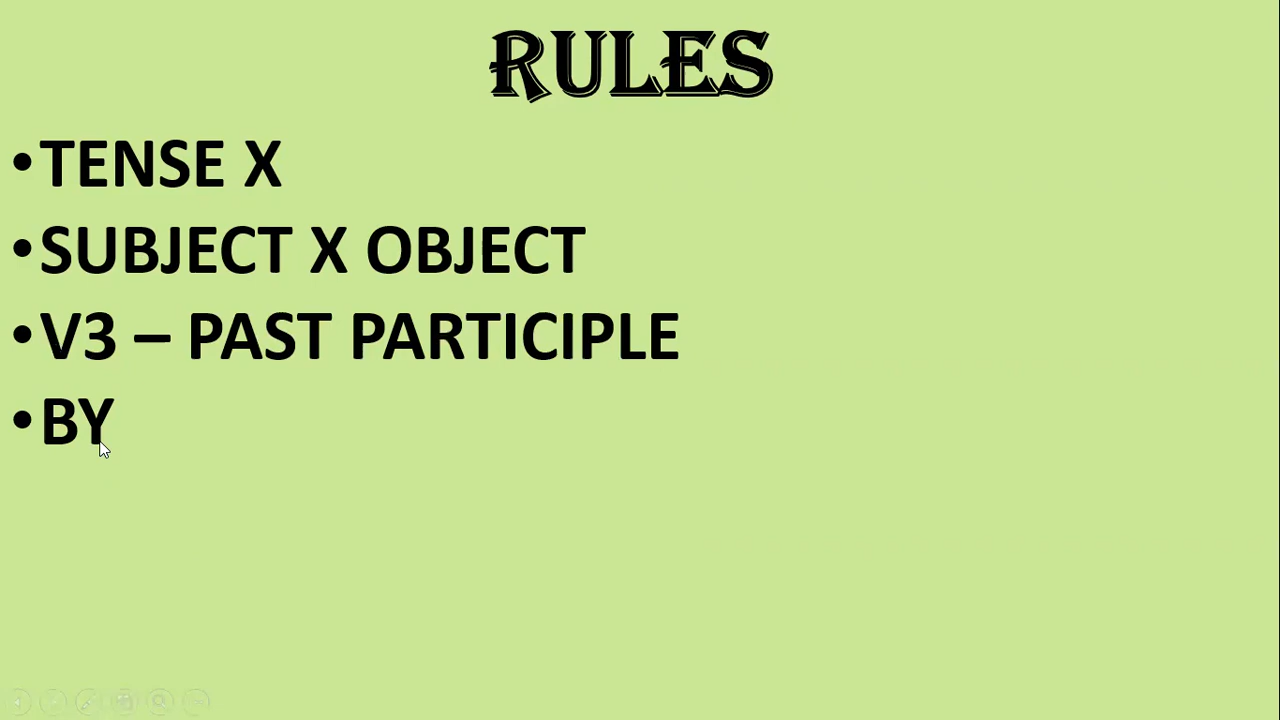 RULES
• TENSE X
• SUBJECT X OBJECT
• V3 – PAST PARTICIPLE
• BY